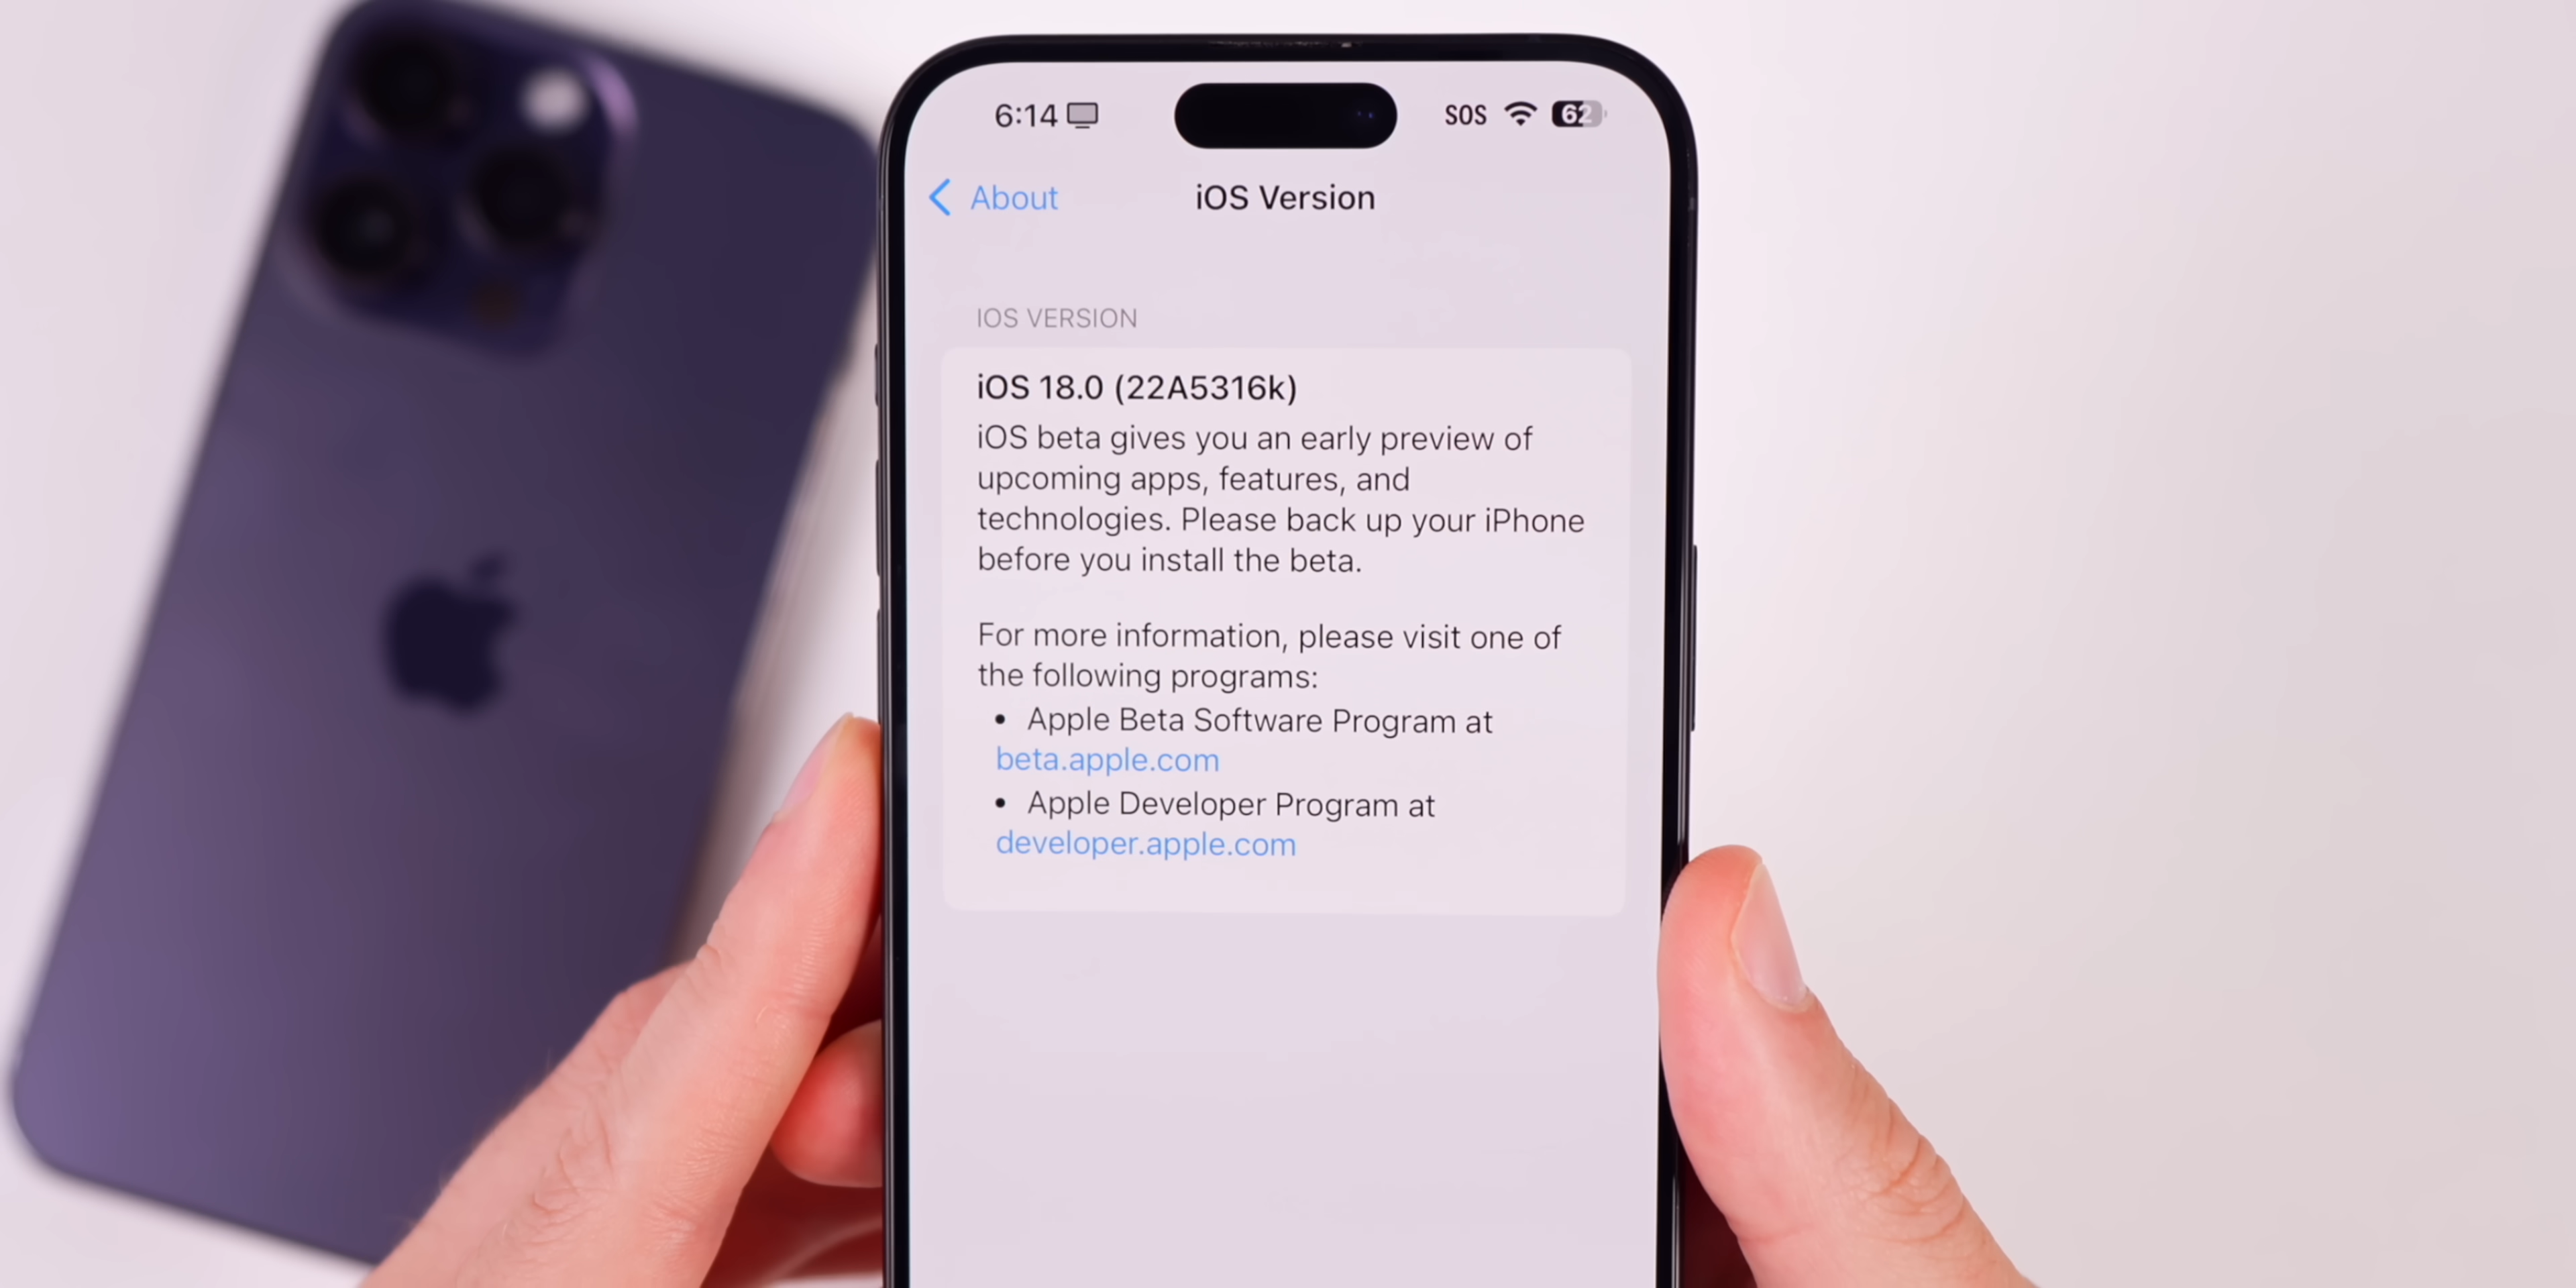 6:14
SOS 62
About iOS Version
IOS VERSION
iOS 18.0 (22A5316k)
iOS beta gives you an early preview of
upcoming apps, features, and
technologies. Please back up your iPhone
before you install the beta.
For more information, please visit one of
the following programs:
• Apple Beta Software Program at
beta.apple.com
• Apple Developer Program at
developer.apple.com